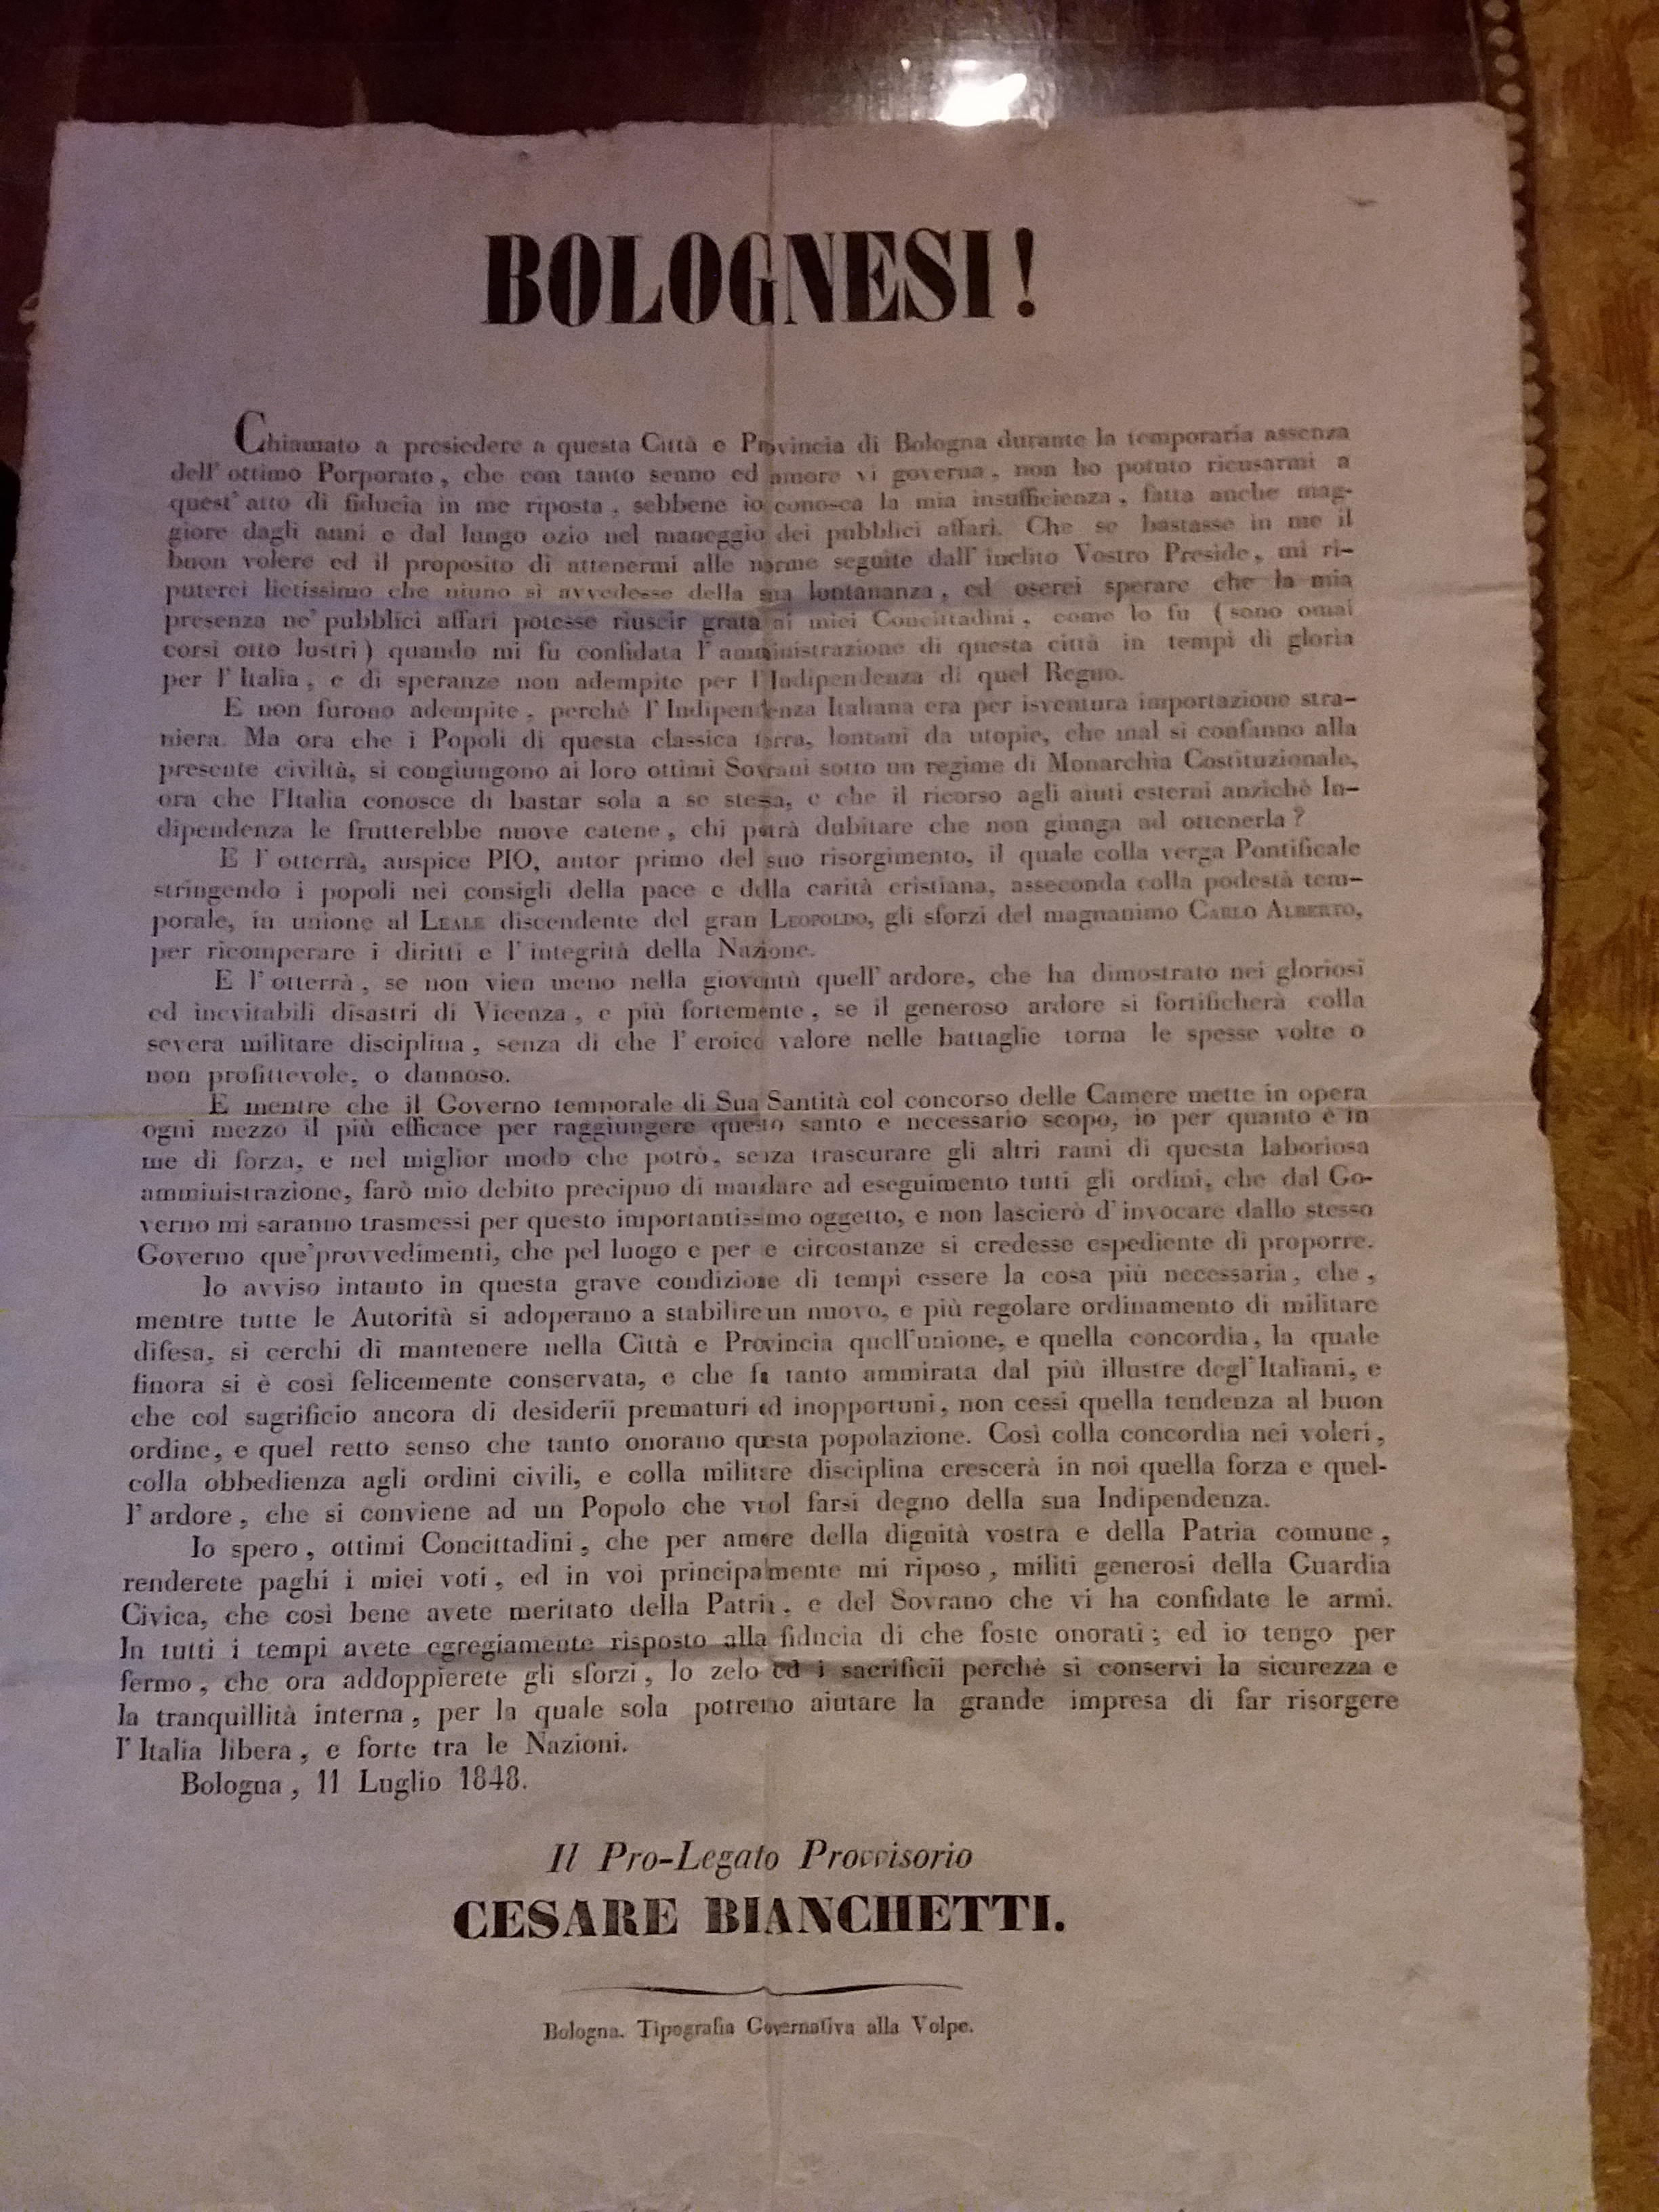 BOLOGNESI!
Chiamato a presiedere a questa Città e Provincia di Bologna durante la temporaria assenza
dell'ottimo Porporato, che con tanto senno ed amore vi governa, non ho potuto ricusarmi a
quest'atto di fiducia in me riposta, sebbene io conosca la mia insufficienza, fatta anche mag-
giore dagli anni e dal lungo ozio nel maneggio dei pubblici affari. Che se bastasse in me il
buon volere ed il proposito di attenermi alle norme seguite dall'inclito Vostro Preside, mi ri-
puterei lietissimo che niuno si avvedesse della sua lontananza, ed oserei sperare che la mia
presenza ne' pubblici affari potesse riuscir grata ai miei Concittadini, come lo fu (sono omai
corsi otto lustri) quando mi fu confidata l'amministrazione di questa città in tempi di gloria
per l'Italia, e di speranze non adempite per l'Indipendenza di quel Regno.
E non furono adempite, perchè l'Indipendenza Italiana era per isventura importazione stra-
niera. Ma ora che i Popoli di questa classica terra, lontani da utopie, che mal si confanno alla
presente civiltà, si congiungono ai loro ottimi Sovrani sotto un regime di Monarchia Costituzionale,
ora che l'Italia conosce di bastar sola a se stessa, e che il ricorso agli aiuti esterni anzichè In-
dipendenza le frutterebbe nuove catene, chi potrà dubitare che non giunga ad ottenerla?
E l'otterrà, auspice PIO, autor primo del suo risorgimento, il quale colla verga Pontificale
stringendo i popoli nei consigli della pace e della carità cristiana, asseconda colla podestà tem-
porale, in unione al LEALE discendente del gran LEOPOLDO, gli sforzi del magnanimo CARLO ALBERTO,
per ricomperare i diritti e l'integrità della Nazione.
E l'otterrà, se non vien meno nella gioventù quell'ardore, che ha dimostrato nei gloriosi
ed inevitabili disastri di Vicenza, e più fortemente, se il generoso ardore si fortificherà colla
severa militare disciplina, senza di che l'eroico valore nelle battaglie torna le spesse volte o
non profittevole, o dannoso.
E mentre che il Governo temporale di Sua Santità col concorso delle Camere mette in opera
ogni mezzo il più efficace per raggiungere questo santo e necessario scopo, io per quanto è in
me di forza, e nel miglior modo che potrò, senza trascurare gli altri rami di questa laboriosa
amministrazione, farò mio debito precipuo di mandare ad eseguimento tutti gli ordini, che dal Go-
verno mi saranno trasmessi per questo importantissimo oggetto, e non lascierò d'invocare dallo stesso
Governo que' provvedimenti, che pel luogo e per e circostanze si credesse espediente di proporre.
Io avviso intanto in questa grave condizione di tempi essere la cosa più necessaria, che,
mentre tutte le Autorità si adoperano a stabilire un nuovo, e più regolare ordinamento di militare
difesa, si cerchi di mantenere nella Città e Provincia quell'unione, e quella concordia, la quale
finora si è così felicemente conservata, e che fu tanto ammirata dal più illustre degl'Italiani, e
che col sagrificio ancora di desiderii prematuri ed inopportuni, non cessi quella tendenza al buon
ordine, e quel retto senso che tanto onorano questa popolazione. Così colla concordia nei voleri,
colla obbedienza agli ordini civili, e colla militare disciplina crescerà in noi quella forza e quel-
l'ardore, che si conviene ad un Popolo che vuol farsi degno della sua Indipendenza.
Io spero, ottimi Concittadini, che per amore della dignità vostra e della Patria comune,
renderete paghi i miei voti, ed in voi principalmente mi riposo, militi generosi della Guardia
Civica, che così bene avete meritato della Patria, e del Sovrano che vi ha confidate le armi.
In tutti i tempi avete egregiamente risposto alla fiducia di che foste onorati; ed io tengo per
fermo, che ora addoppierete gli sforzi, lo zelo ed i sacrificii perchè si conservi la sicurezza e
la tranquillità interna, per la quale sola potremo aiutare la grande impresa di far risorgere
l'Italia libera, e forte tra le Nazioni.
Bologna, 11 Luglio 1848.
Il Pro-Legato Provvisorio
CESARE BIANCHETTI.
Bologna. Tipografia Governativa alla Volpe.